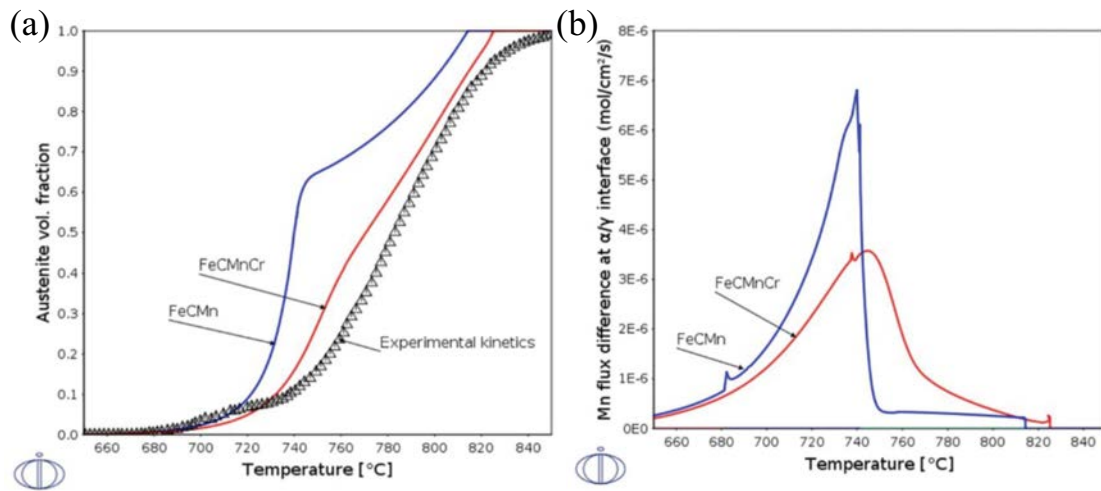 (a)
1.0
0.9
0.8
0.7
0.6
0.5
0.4
0.3
0.2
0.1
0.0
Austenite vol. fraction
FeCMnCr
FeCMn
Experimental kinetics
660 680 700 720 740 760 780 800 820 840
Temperature [°C]
(b)
8E-6
7E-6
6E-6
5E-6
4E-6
3E-6
2E-6
1E-6
0E0
Mn flux difference at α/γ interface (mol/cm²/s)
FeCMnCr
FeCMn
660 680 700 720 740 760 780 800 820 840
Temperature [°C]